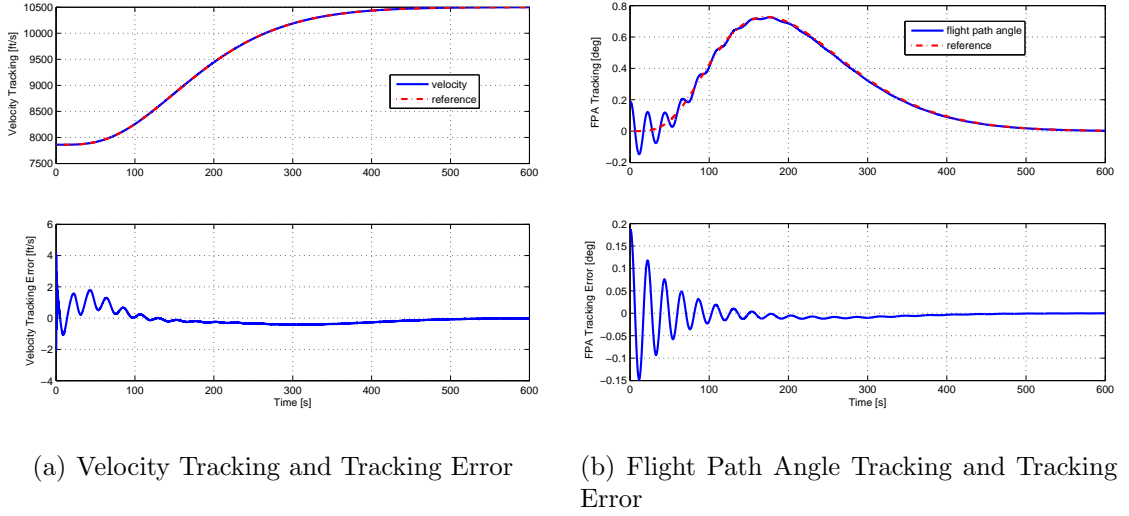 10500
10000
9500
9000
8500
8000
7500
0 100 200 300 400 500 600
Velocity Tracking [ft/s]
velocity
reference
6
4
2
0
−2
−4
0 100 200 300 400 500 600
Velocity Tracking Error [ft/s]
Time [s]
(a) Velocity Tracking and Tracking Error
0.8
0.6
0.4
0.2
0
−0.2
0 100 200 300 400 500 600
FPA Tracking [deg]
flight path angle
reference
0.2
0.15
0.1
0.05
0
−0.05
−0.1
−0.15
0 100 200 300 400 500 600
FPA Tracking Error [deg]
Time [s]
(b) Flight Path Angle Tracking and Tracking
Error